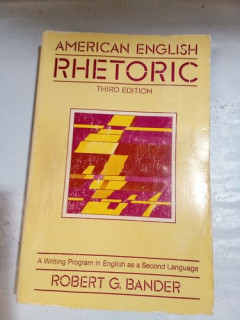 AMERICAN ENGLISH
RHETORIC
THIRD EDITION
A Writing Program in English as a Second Language
ROBERT G. BANDER